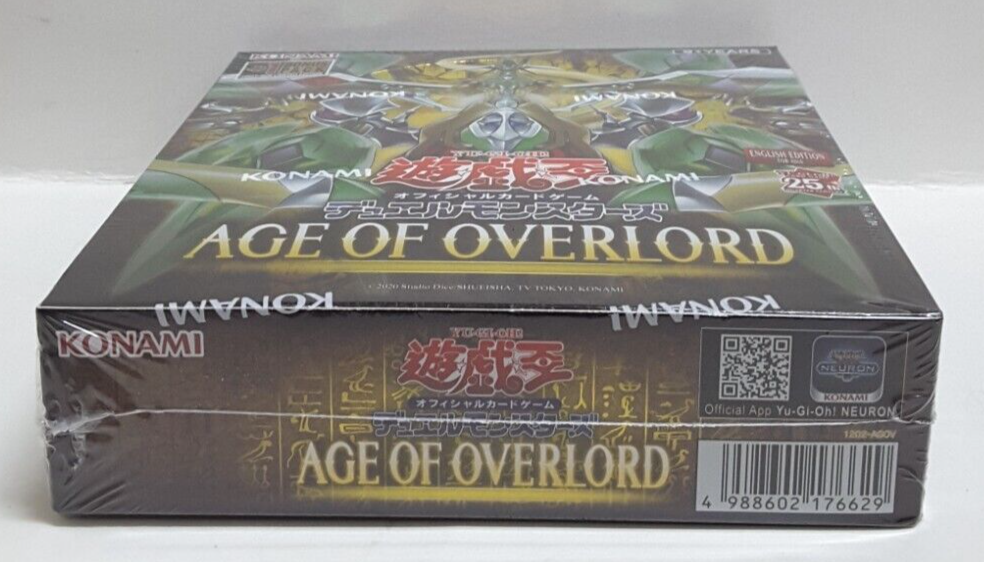 KONAMI
KONAMI
KONAMI
YU-GI-OH!
ENGLISH EDITION
KONAMI
遊戯王
KONAMI
25th
オフィシャルカードゲーム
デュエルモンスターズ
AGE OF OVERLORD
©2020 Studio Dice/SHUEISHA, TV TOKYO, KONAMI
KONAMI
KONAMI
KONAMI
YU-GI-OH!
遊戯王
オフィシャルカードゲーム
デュエルモンスターズ
AGE OF OVERLORD
NEURON
KONAMI
Official App Yu-Gi-Oh! NEURON
1202-AGOV
4 988602 176629